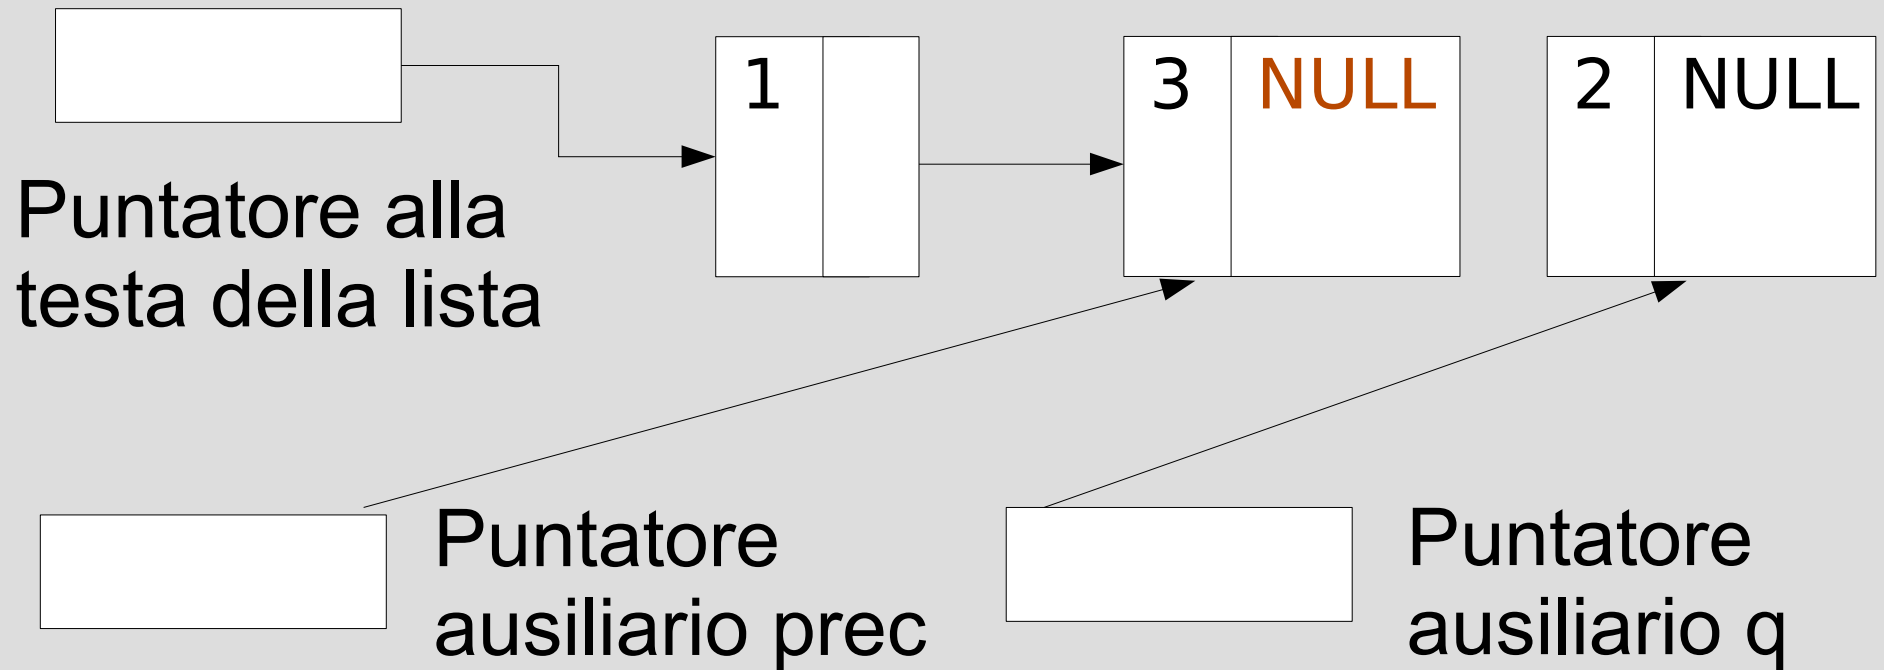 1
3 NULL
2 NULL
Puntatore alla
testa della lista
Puntatore
ausiliario prec
Puntatore
ausiliario q